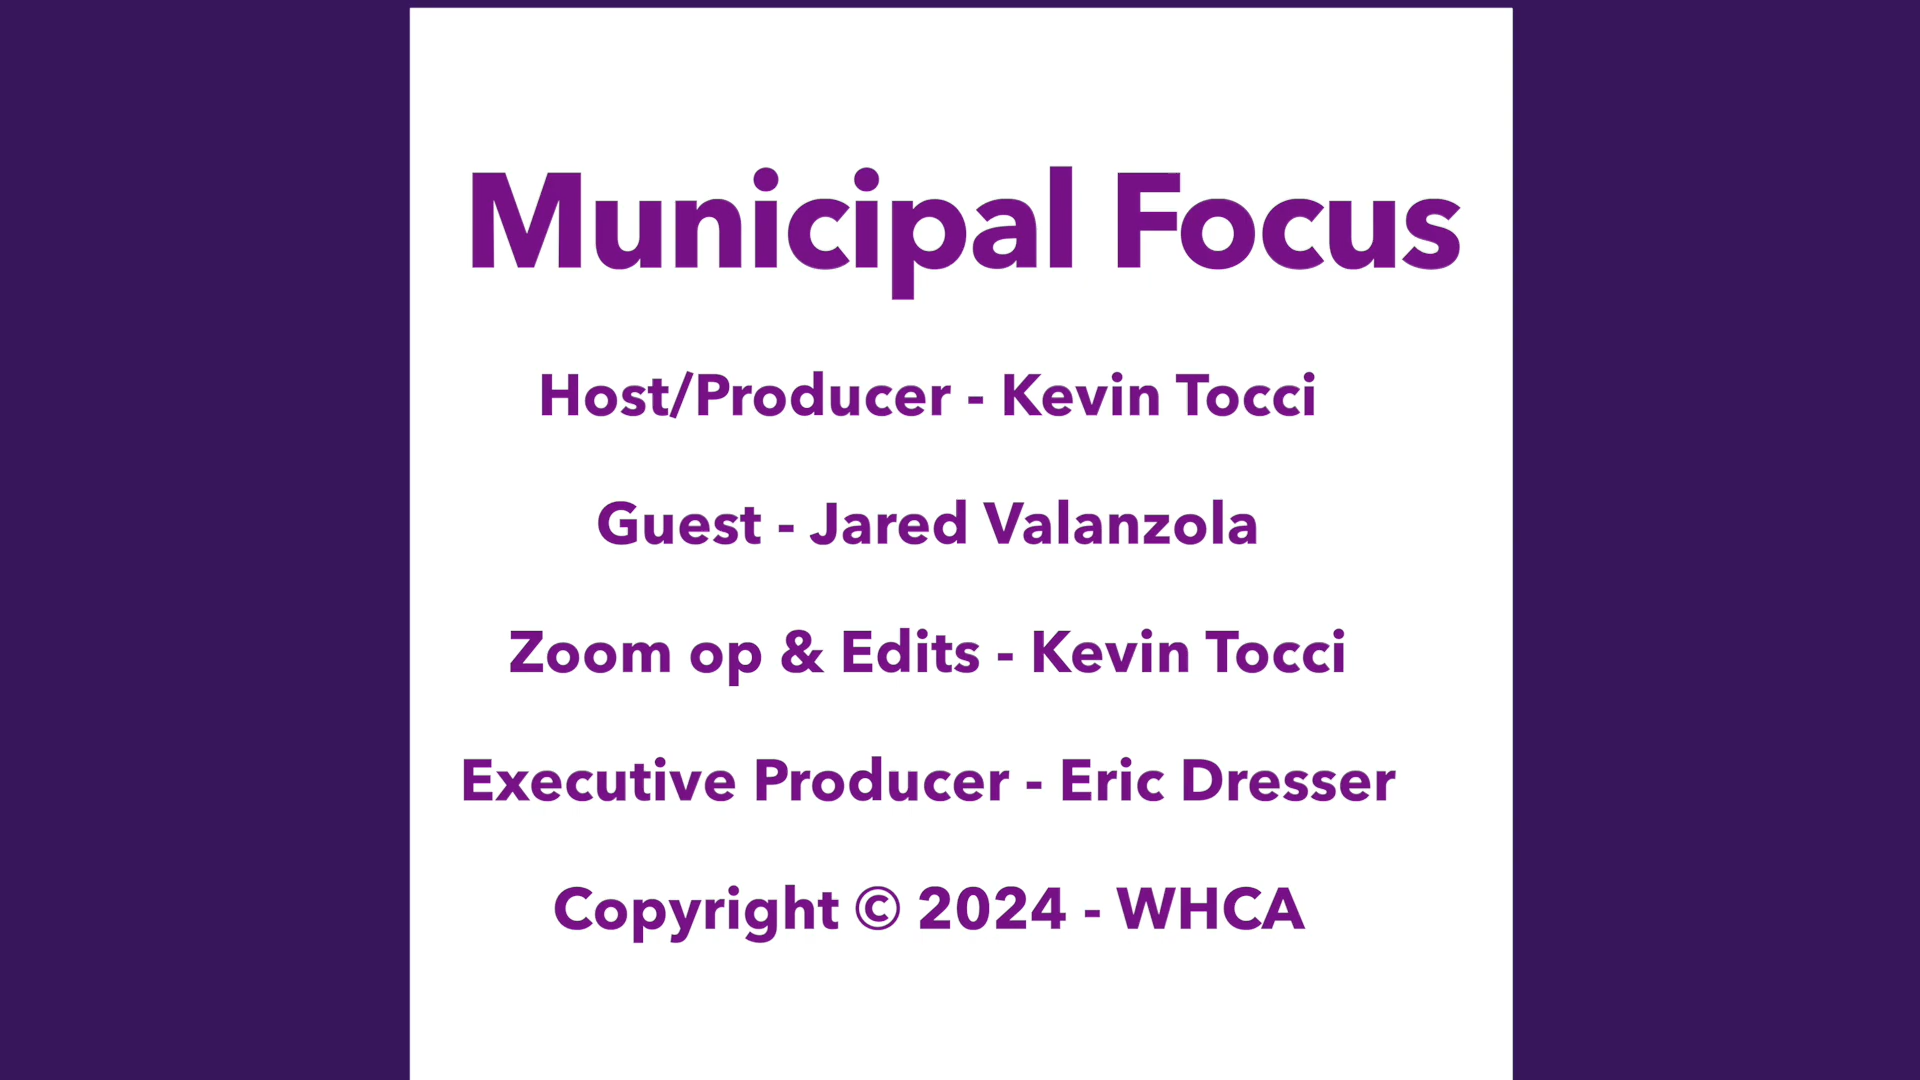 Municipal Focus
Host/Producer - Kevin Tocci
Guest - Jared Valanzola
Zoom op & Edits - Kevin Tocci
Executive Producer - Eric Dresser
Copyright © 2024 - WHCA